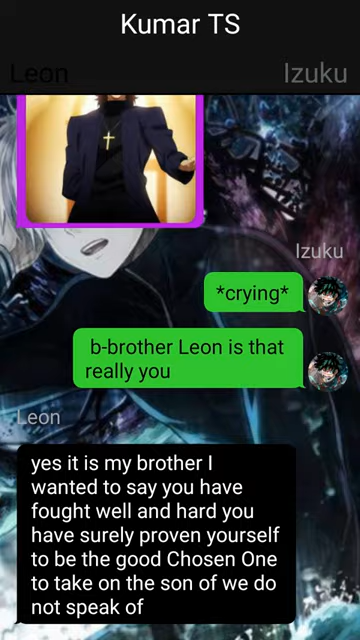 Kumar TS
Leon
Izuku
Izuku
*crying*
b-brother Leon is that
really you
Leon
yes it is my brother I
wanted to say you have
fought well and hard you
have surely proven yourself
to be the good Chosen One
to take on the son of we do
not speak of